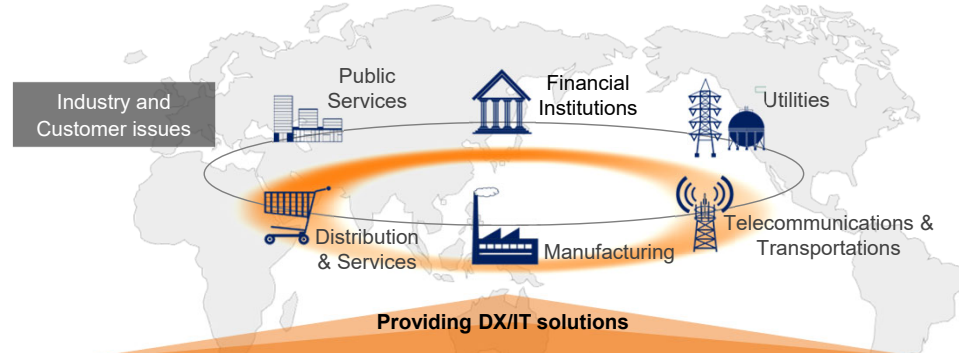 Public
Services
Financial
Institutions
Utilities
Industry and
Customer issues
Distribution
& Services
Manufacturing
Telecommunications &
Transportations
Providing DX/IT solutions